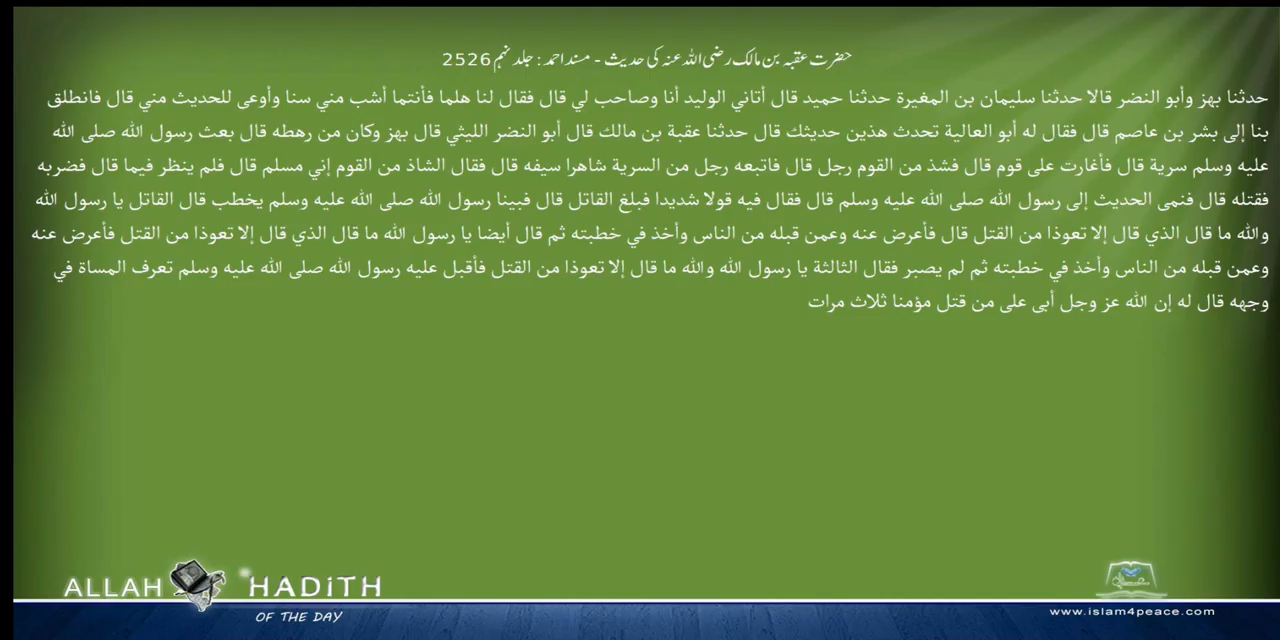 حضرت عقبہ بن مالک رضی اللہ عنہ کی حدیث - مسند احمد : جلد نہم 2526
حدثنا بهز وأبو النضر قالا حدثنا سليمان بن المغيرة حدثنا حميد قال أتاني الوليد أنا وصاحب لي قال فقال لنا هلما فأنتما أشب مني سنا وأوعى للحديث مني قال فانطلق
بنا إلى بشر بن عاصم قال فقال له أبو العالية تحدث هذين حديثك قال حدثنا عقبة بن مالك قال أبو النضر الليثي قال بهز وكان من رهطه قال بعث رسول الله صلى الله
عليه وسلم سرية قال فأغارت على قوم قال فشذ من القوم رجل قال فاتبعه رجل من السرية شاهرا سيفه قال فقال الشاذ من القوم إني مسلم قال فلم ينظر فيما قال فضربه
فقتله قال فنمى الحديث إلى رسول الله صلى الله عليه وسلم قال فقال فيه قولا شديدا فبلغ القاتل قال فبينا رسول الله صلى الله عليه وسلم يخطب قال القاتل يا رسول الله
والله ما قال الذي قال إلا تعوذا من القتل قال فأعرض عنه وعمن قبله من الناس وأخذ في خطبته ثم قال أيضا يا رسول الله ما قال الذي قال إلا تعوذا من القتل فأعرض عنه
وعمن قبله من الناس وأخذ في خطبته ثم لم يصبر فقال الثالثة يا رسول الله والله ما قال إلا تعوذا من القتل فأقبل عليه رسول الله صلى الله عليه وسلم تعرف المساة في
وجهه قال له إن الله عز وجل أبى على من قتل مؤمنا ثلاث مرات
ALLAH HADITH
OF THE DAY
www.islam4peace.com